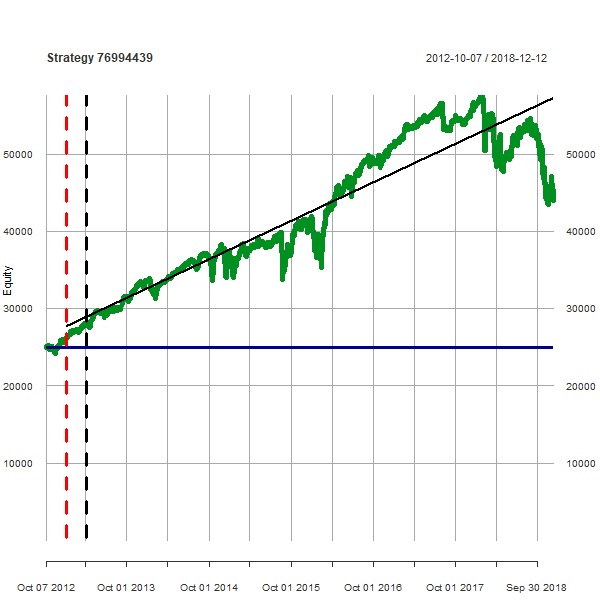 Strategy 76994439
2012-10-07 / 2018-12-12
50000
50000
40000
40000
Equity
30000
30000
20000
20000
10000
10000
Oct 07 2012
Oct 01 2013
Oct 01 2014
Oct 01 2015
Oct 01 2016
Oct 01 2017
Sep 30 2018